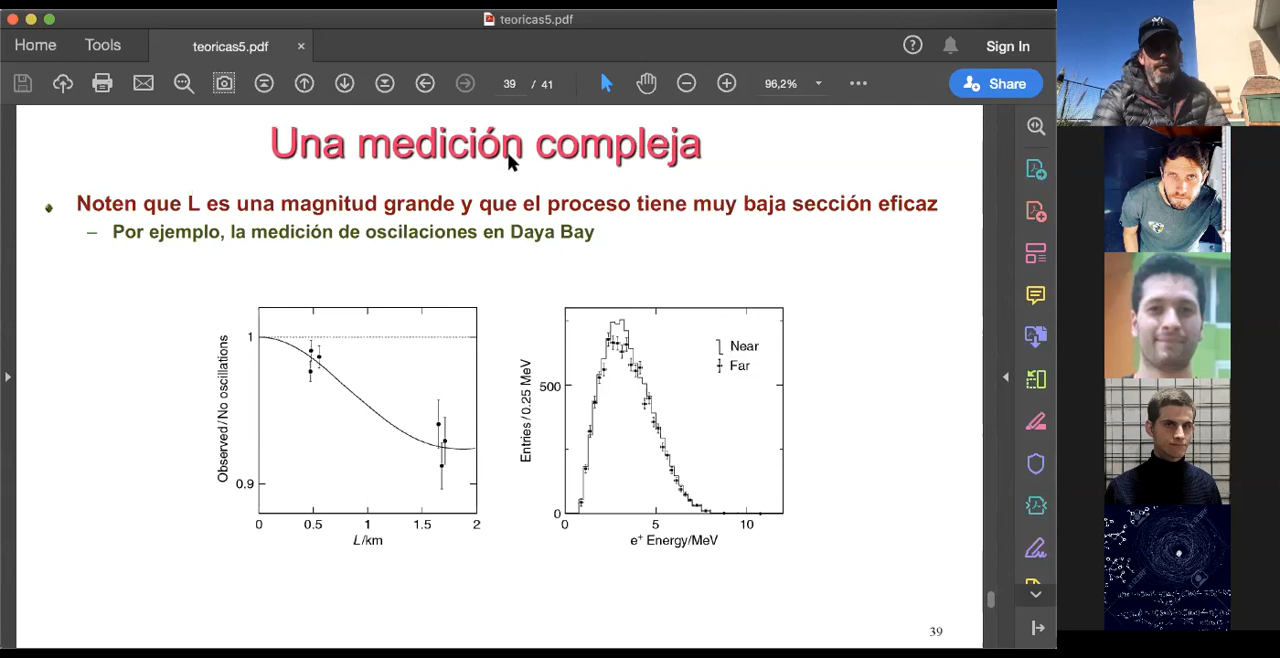 teoricas5.pdf
Home
Tools
teoricas5.pdf
×
Sign In
39 / 41
96,2%
Share
Una medición compleja
Noten que L es una magnitud grande y que el proceso tiene muy baja sección eficaz
– Por ejemplo, la medición de oscilaciones en Daya Bay
Observed/No oscillations
1
0.9
0 0.5 1 1.5 2
L/km
Entries/0.25 MeV
500
0
0 5 10
e⁺ Energy/MeV
Near
Far
39